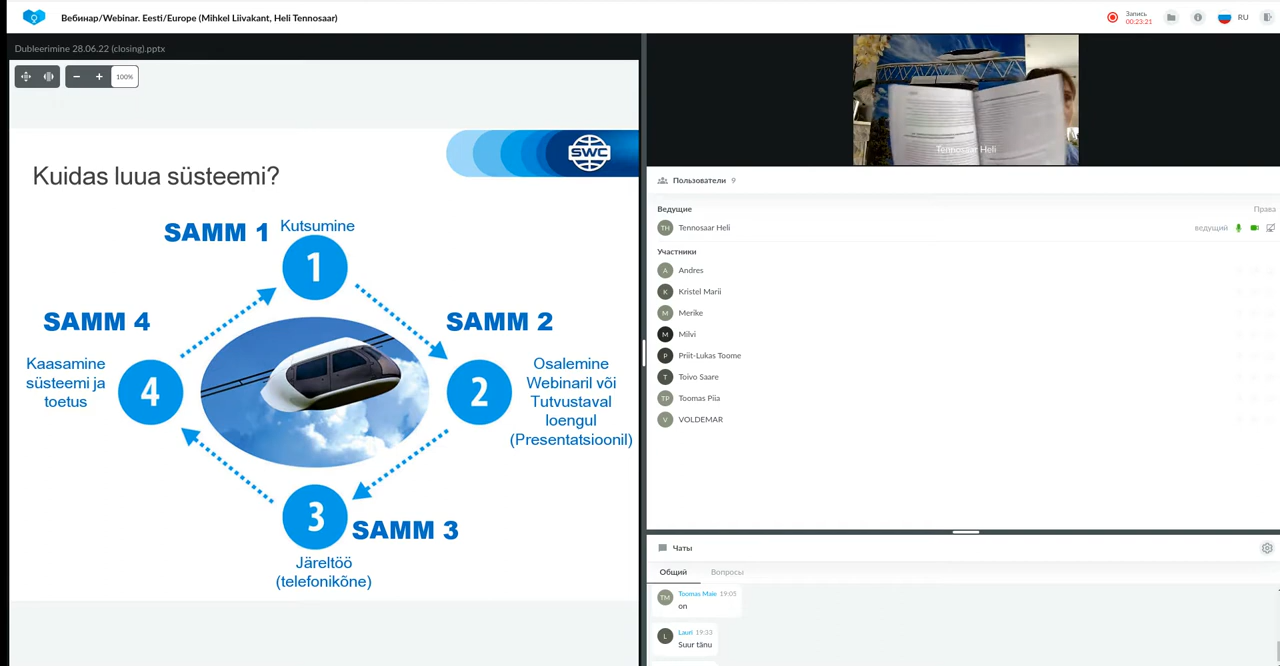 Вебинар/Webinar. Eesti/Europe (Mihkel Liivakant, Heli Tennosaar)
Запись
00:23:21
RU
Dubleerimine 28.06.22 (closing).pptx
100%
SWC
Kuidas luua süsteemi?
SAMM 1
Kutsumine
1
SAMM 4
SAMM 2
Kaasamine
süsteemi ja
toetus
4
2
Osalemine
Webinaril või
Tutvustaval
loengul
(Presentatsioonil)
3
SAMM 3
Järeltöö
(telefonikõne)
Tennosaar Heli
Пользователи 9
Ведущие
Права
TH
Tennosaar Heli
ведущий
Участники
A
Andres
K
Kristel Marii
M
Merike
M
Milvi
P
Priit-Lukas Toome
T
Toivo Saare
TP
Toomas Piia
V
VOLDEMAR
Чаты
Общий
Вопросы
TM
Toomas Maie 19:05
on
L
Lauri 19:33
Suur tänu